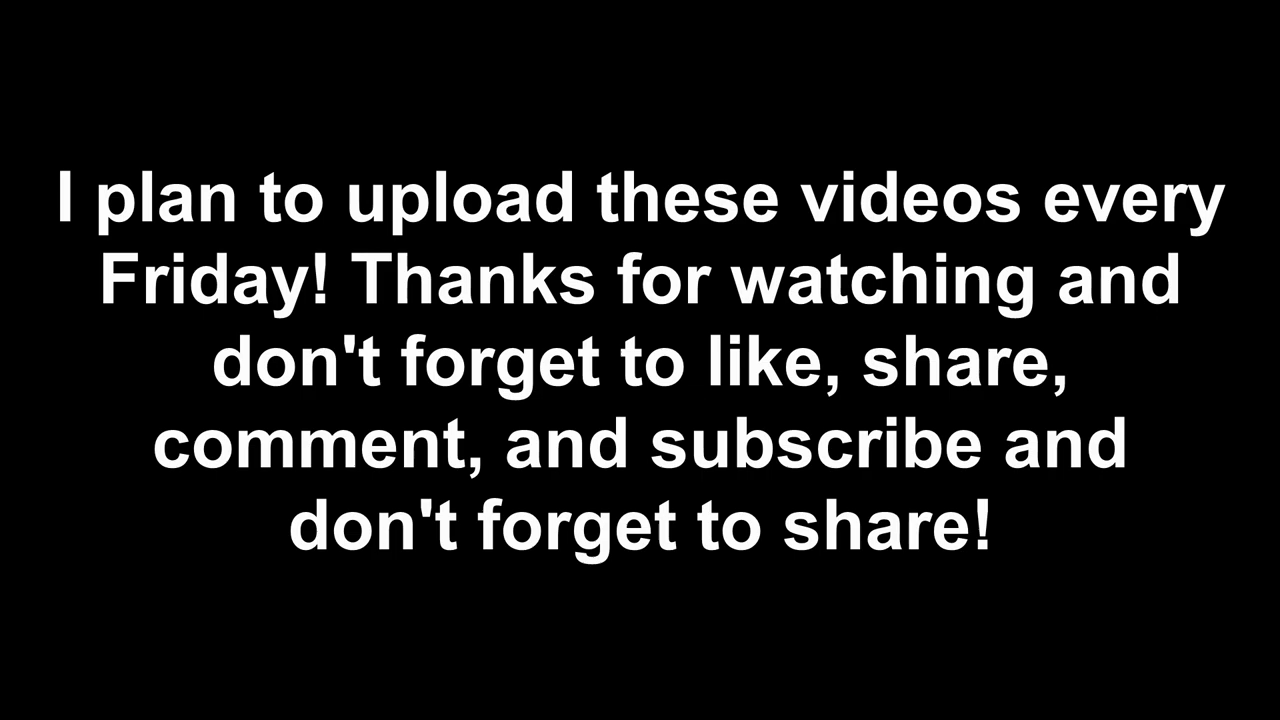 I plan to upload these videos every
Friday! Thanks for watching and
don't forget to like, share,
comment, and subscribe and
don't forget to share!